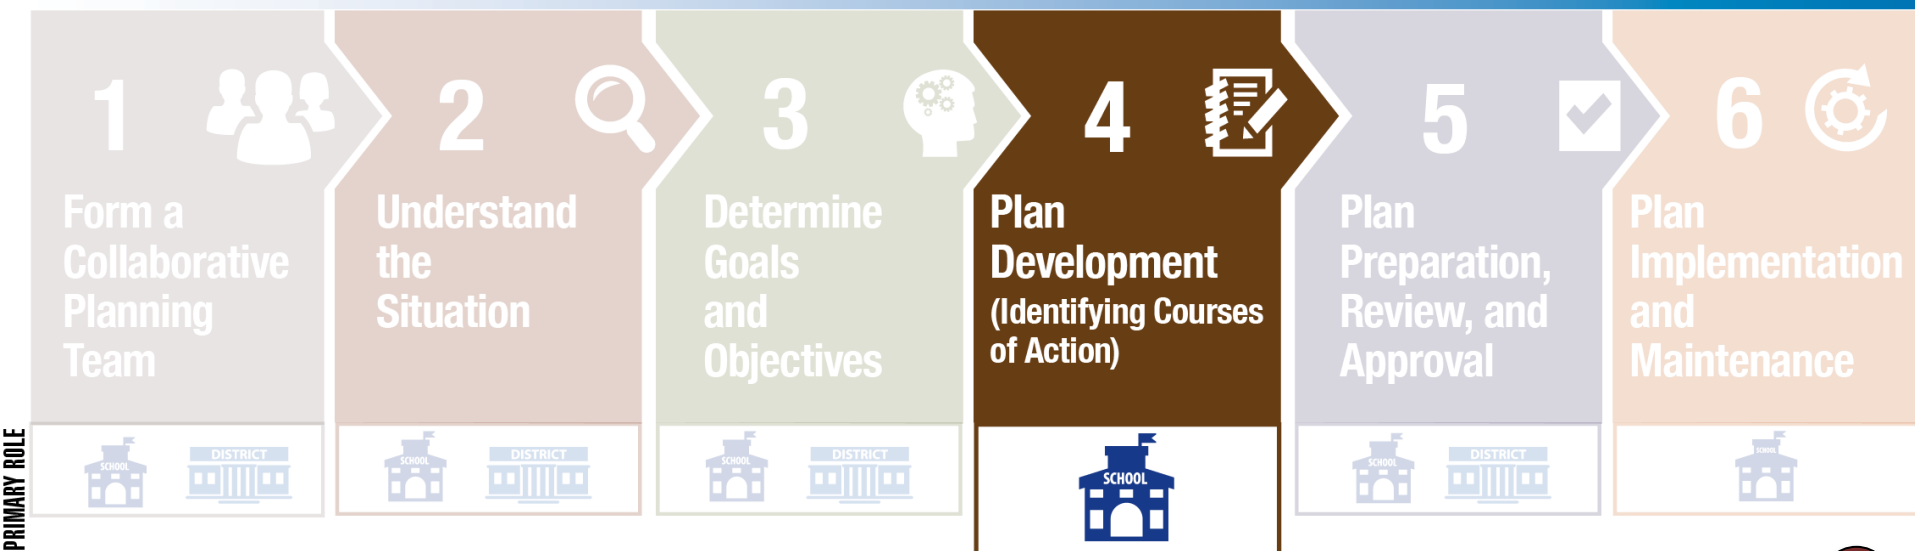 1
Form a
Collaborative
Planning
Team
2
Understand
the
Situation
3
Determine
Goals
and
Objectives
4
Plan
Development
(Identifying Courses
of Action)
5
Plan
Preparation,
Review, and
Approval
6
Plan
Implementation
and
Maintenance
PRIMARY ROLE
SCHOOL
DISTRICT
SCHOOL
DISTRICT
SCHOOL
DISTRICT
SCHOOL
SCHOOL
DISTRICT
SCHOOL